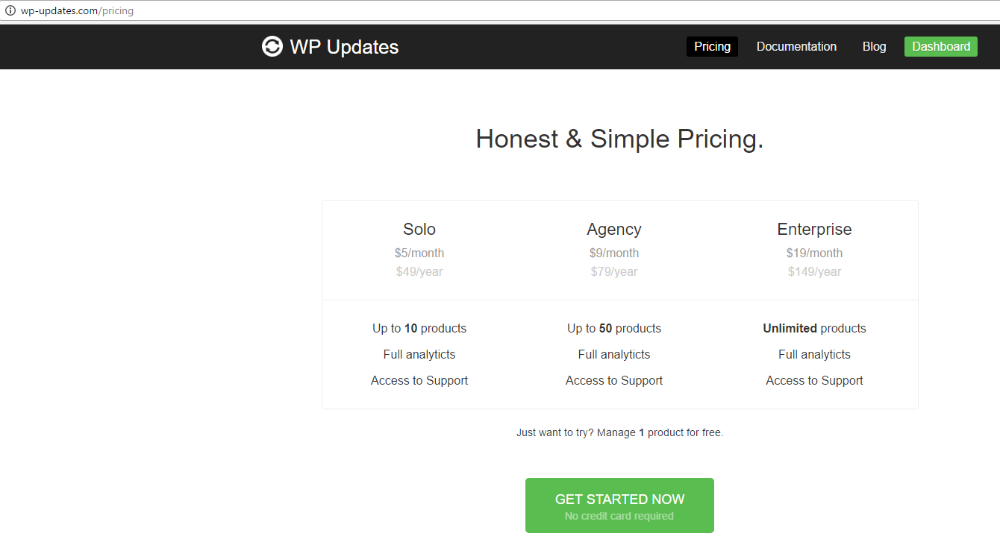 wp-updates.com/pricing
WP Updates
Pricing Documentation Blog Dashboard
Honest & Simple Pricing.
Solo Agency Enterprise
$5/month $9/month $19/month
$49/year $79/year $149/year
Up to 10 products Up to 50 products Unlimited products
Full analyticts Full analyticts Full analyticts
Access to Support Access to Support Access to Support
Just want to try? Manage 1 product for free.
GET STARTED NOW
No credit card required